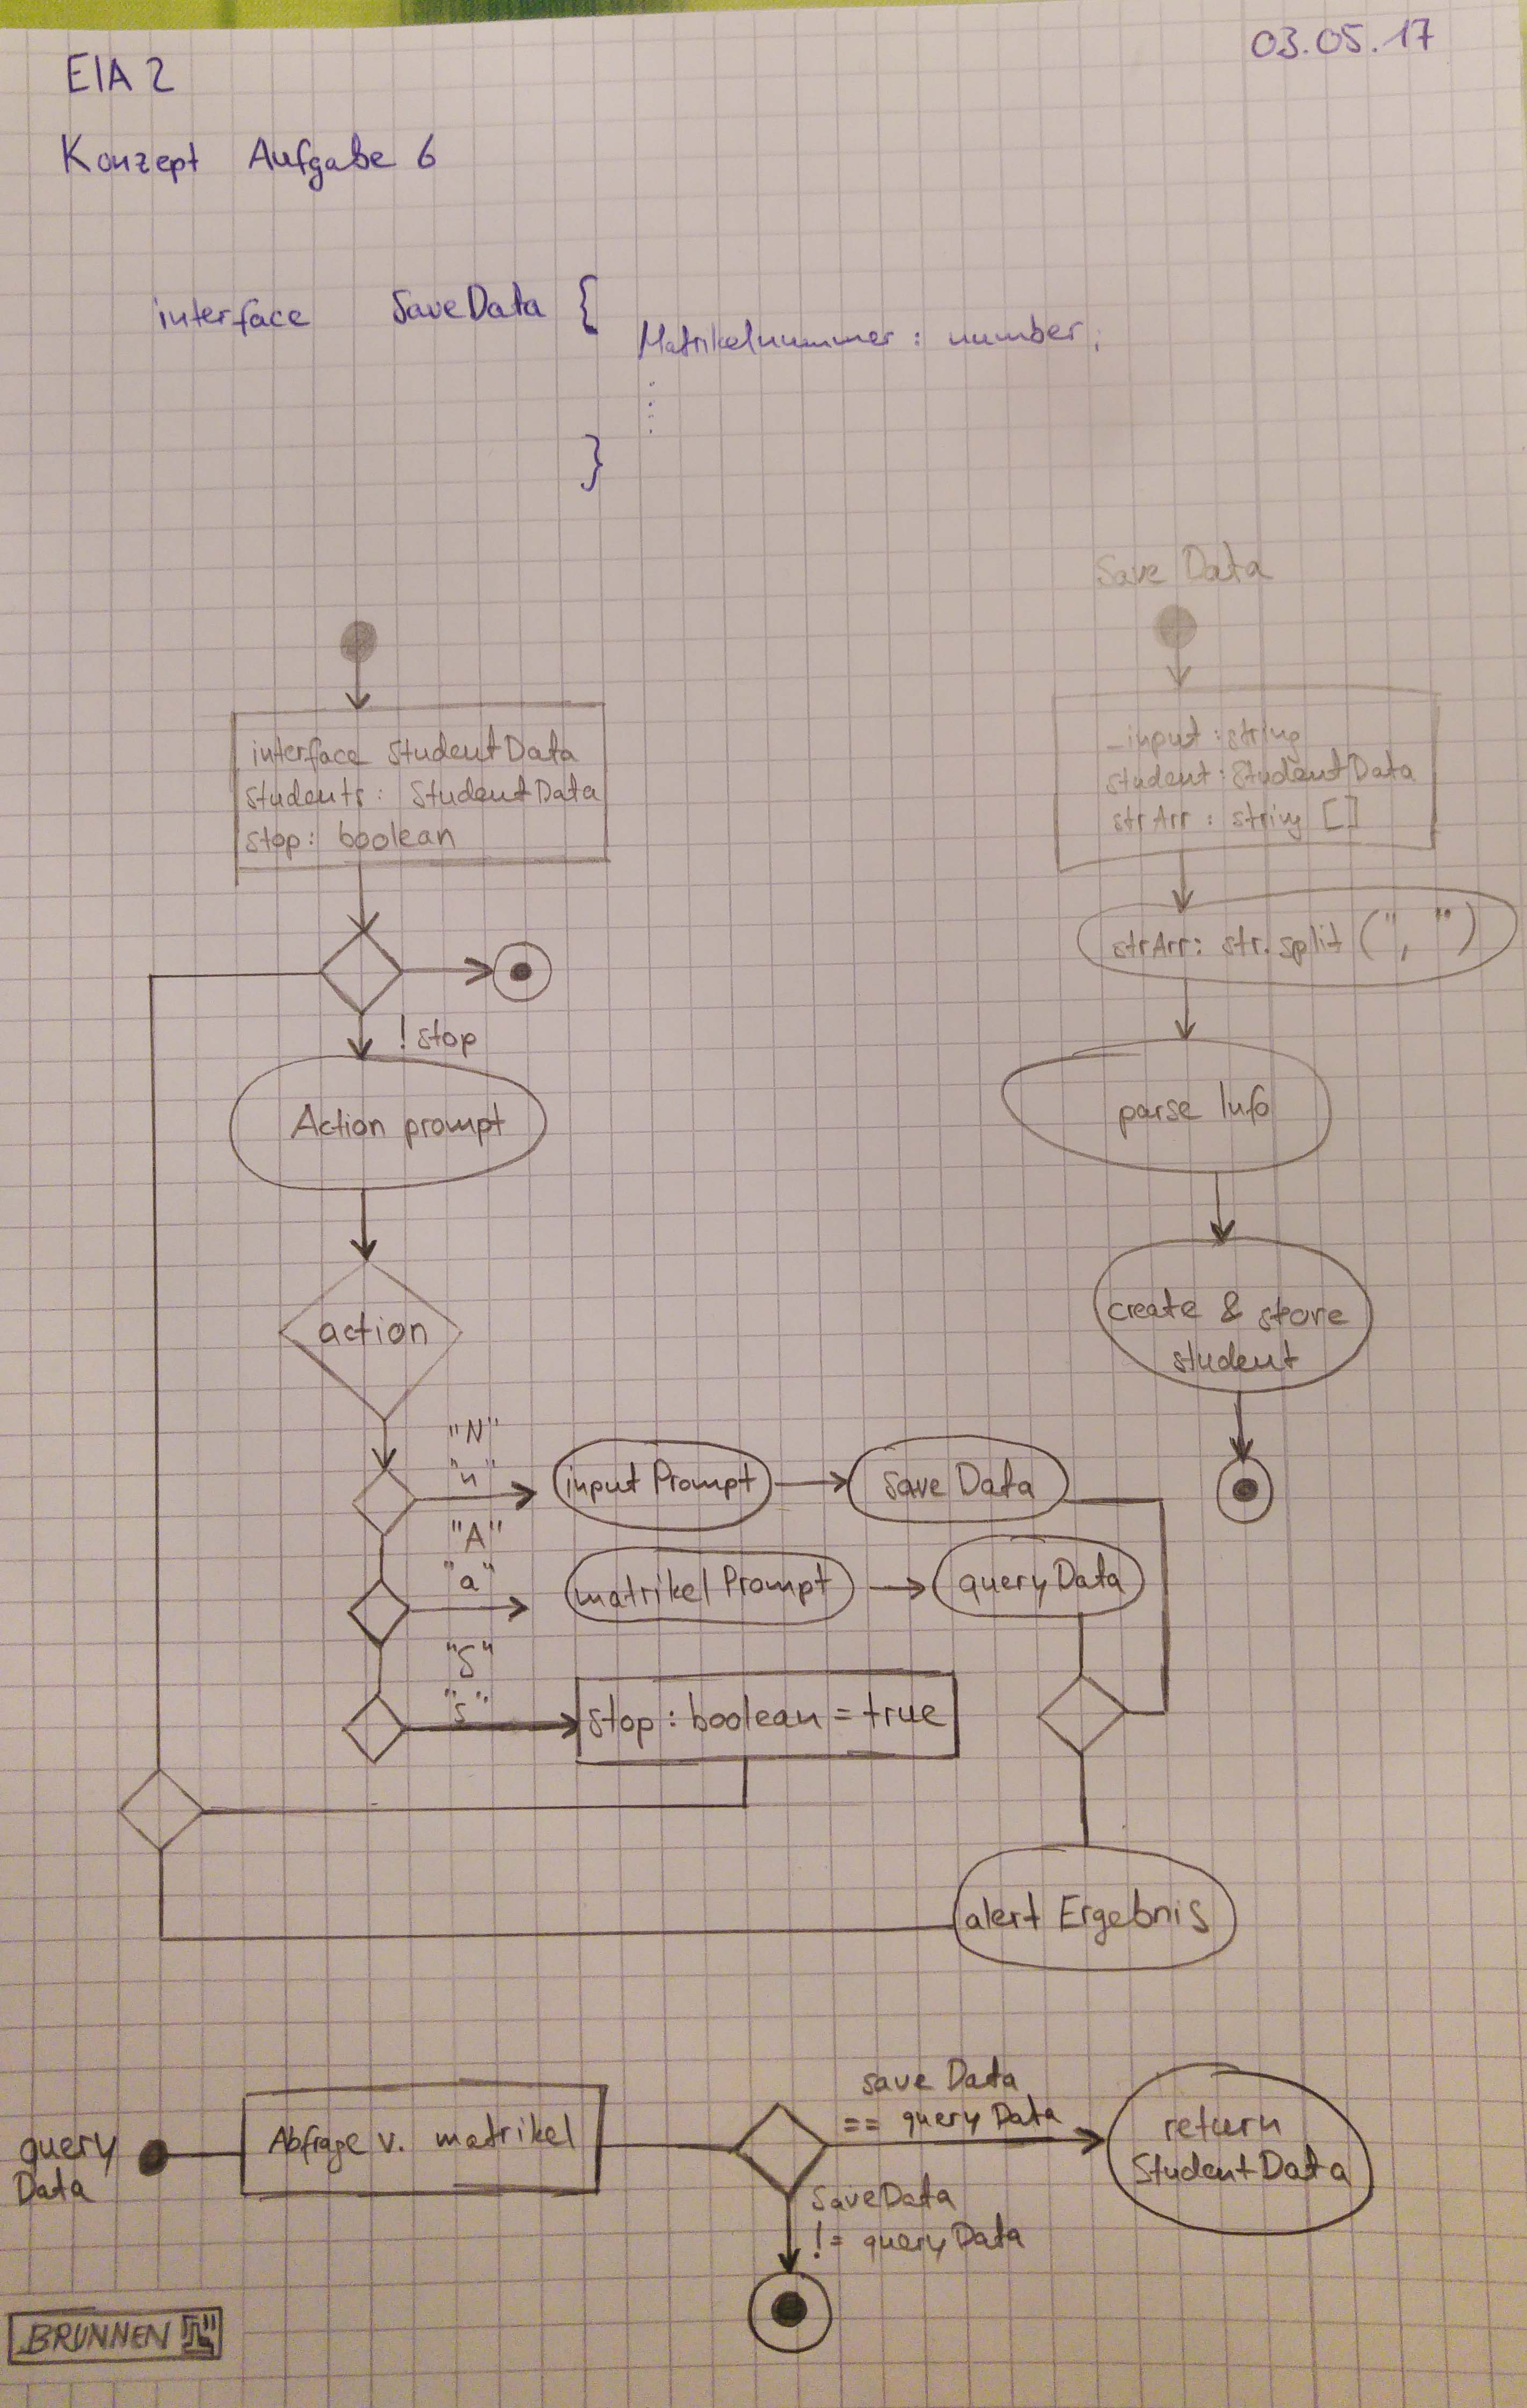 03.05.17
EIA 2
Konzept Aufgabe 6
interface SaveData {
Matrikelnummer : number;
}
interface StudentData
students: StudentData
stop: boolean
! stop
Action prompt
action
"N"
"n"
input Prompt
save Data
"A"
"a"
matrikel Prompt
query Data
"S"
"s"
stop : boolean = true
alert Ergebnis
Save Data
_input : string
student : StudentData
strArr : string []
strArr: str.split (", ")
parse Info
create & store
student
query
Data
Abfrage v. matrikel
save Data
== query Data
return
StudentData
SaveData
!= query Data
BRUNNEN